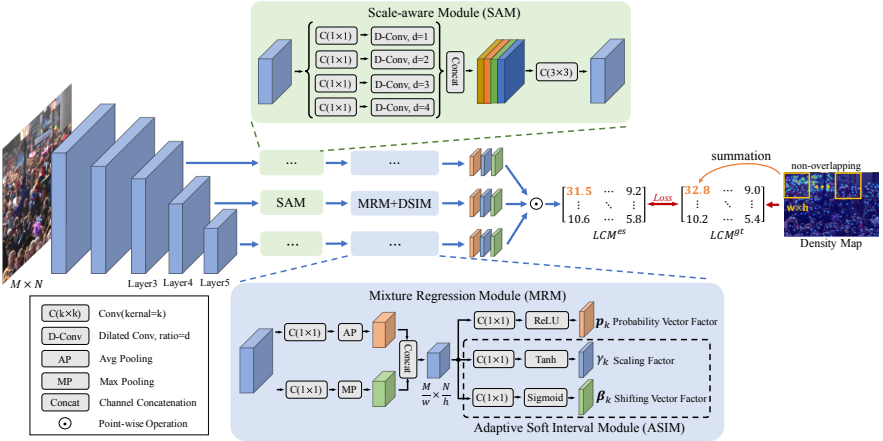 Scale-aware Module (SAM)
C(1×1) D-Conv, d=1
C(1×1) D-Conv, d=2
C(1×1) D-Conv, d=3
C(1×1) D-Conv, d=4
Concat
C(3×3)
M × N
Layer3
Layer4
Layer5
...
...
SAM
MRM+DSIM
...
...
31.5 ⋯ 9.2
⋮ ⋱ ⋮
10.6 ⋯ 5.8
LCM^es
Loss
32.8 ⋯ 9.0
⋮ ⋱ ⋮
10.2 ⋯ 5.4
LCM^gt
summation
non-overlapping
w×h
Density Map
C(k×k) Conv(kernal=k)
D-Conv Dilated Conv, ratio=d
AP Avg Pooling
MP Max Pooling
Concat Channel Concatenation
⊙ Point-wise Operation
Mixture Regression Module (MRM)
C(1×1) AP
C(1×1) MP
Concat
M/w × N/h
C(1×1) ReLU p_k Probability Vector Factor
C(1×1) Tanh γ_k Scaling Factor
C(1×1) Sigmoid β_k Shifting Vector Factor
Adaptive Soft Interval Module (ASIM)